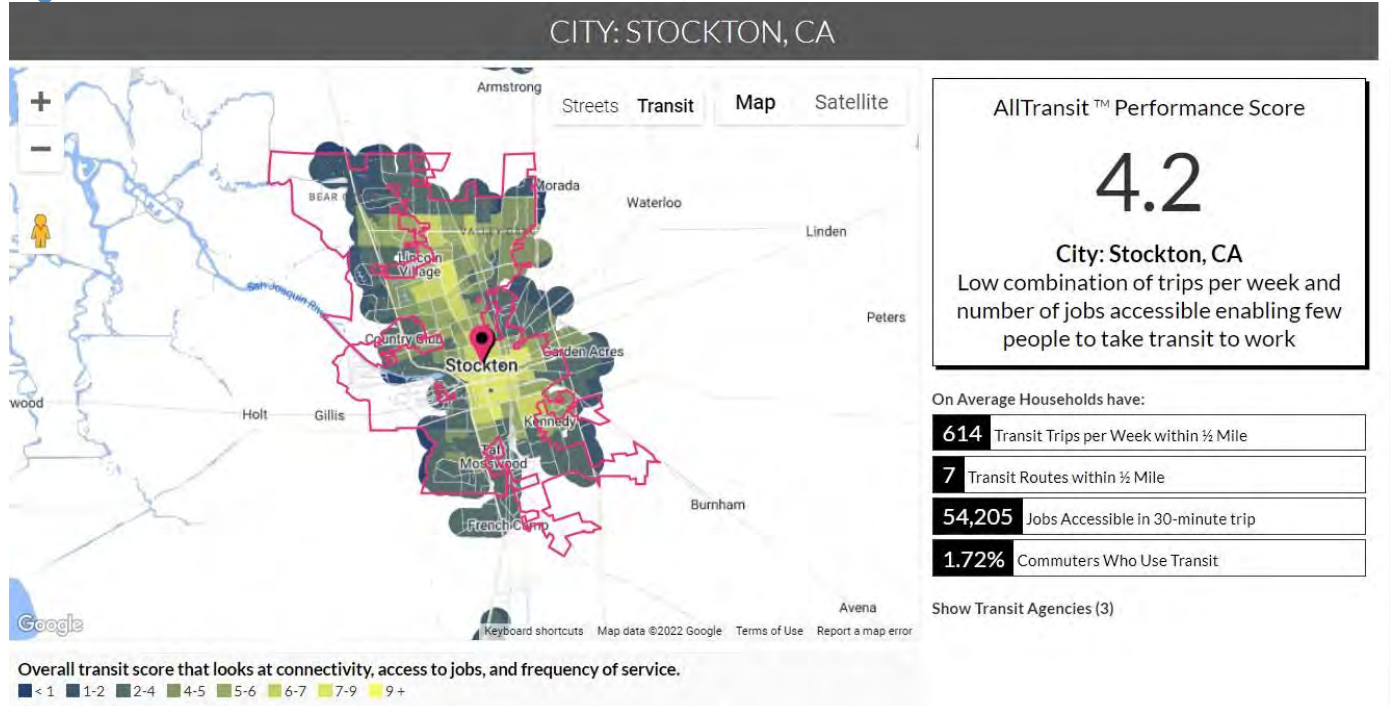 CITY: STOCKTON, CA
Armstrong
Streets Transit Map Satellite
+
−
Morada
BEAR
Waterloo
Linden
Lincoln
Village
San Joaquin River
Peters
Country Club
Stockton
Garden Acres
wood
Holt
Gillis
Kennedy
Taft
Mosswood
Burnham
French Camp
Avena
Google
Keyboard shortcuts Map data ©2022 Google Terms of Use Report a map error
Overall transit score that looks at connectivity, access to jobs, and frequency of service.
< 1 1-2 2-4 4-5 5-6 6-7 7-9 9 +
AllTransit ™ Performance Score
4.2
City: Stockton, CA
Low combination of trips per week and
number of jobs accessible enabling few
people to take transit to work
On Average Households have:
614 Transit Trips per Week within ½ Mile
7 Transit Routes within ½ Mile
54,205 Jobs Accessible in 30-minute trip
1.72% Commuters Who Use Transit
Show Transit Agencies (3)